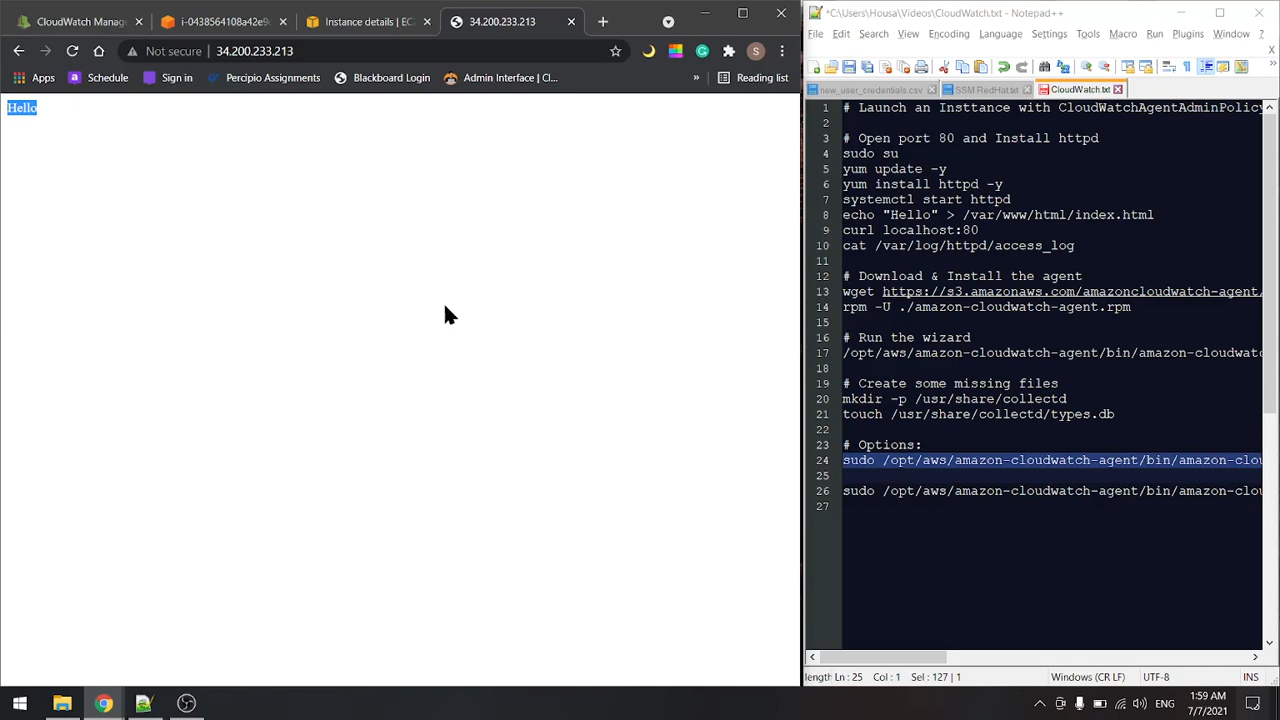 CloudWatch
i-0a13856410858e9d
Instances | EC2
34.200.233.213
*C:\Users\Housa\Videos\CloudWatch.txt - Notepad++
Not secure 34.200.233.213
S
File Edit Search View Encoding Language Settings Tools Macro Run Plugins Window
X
Apps
Sign In
Percipio Assignments
Blackboard Login
Admin Interface | (Cl...
»
Reading list
new_user_credentials.csv SSM RedHat.txt CloudWatch.txt
Hello
1 # Launch an Insttance with CloudWatchAgentAdminPolicy
2
3 # Open port 80 and Install httpd
4 sudo su
5 yum update -y
6 yum install httpd -y
7 systemctl start httpd
8 echo "Hello" > /var/www/html/index.html
9 curl localhost:80
10 cat /var/log/httpd/access_log
11
12 # Download & Install the agent
13 wget https://s3.amazonaws.com/amazoncloudwatch-agent/
14 rpm -U ./amazon-cloudwatch-agent.rpm
15
16 # Run the wizard
17 /opt/aws/amazon-cloudwatch-agent/bin/amazon-cloudwatc
18
19 # Create some missing files
20 mkdir -p /usr/share/collectd
21 touch /usr/share/collectd/types.db
22
23 # Options:
24 sudo /opt/aws/amazon-cloudwatch-agent/bin/amazon-clou
25
26 sudo /opt/aws/amazon-cloudwatch-agent/bin/amazon-clou
27
length Ln : 25 Col : 1 Sel : 127 | 1 Windows (CR LF) UTF-8 INS
ENG
1:59 AM
7/7/2021